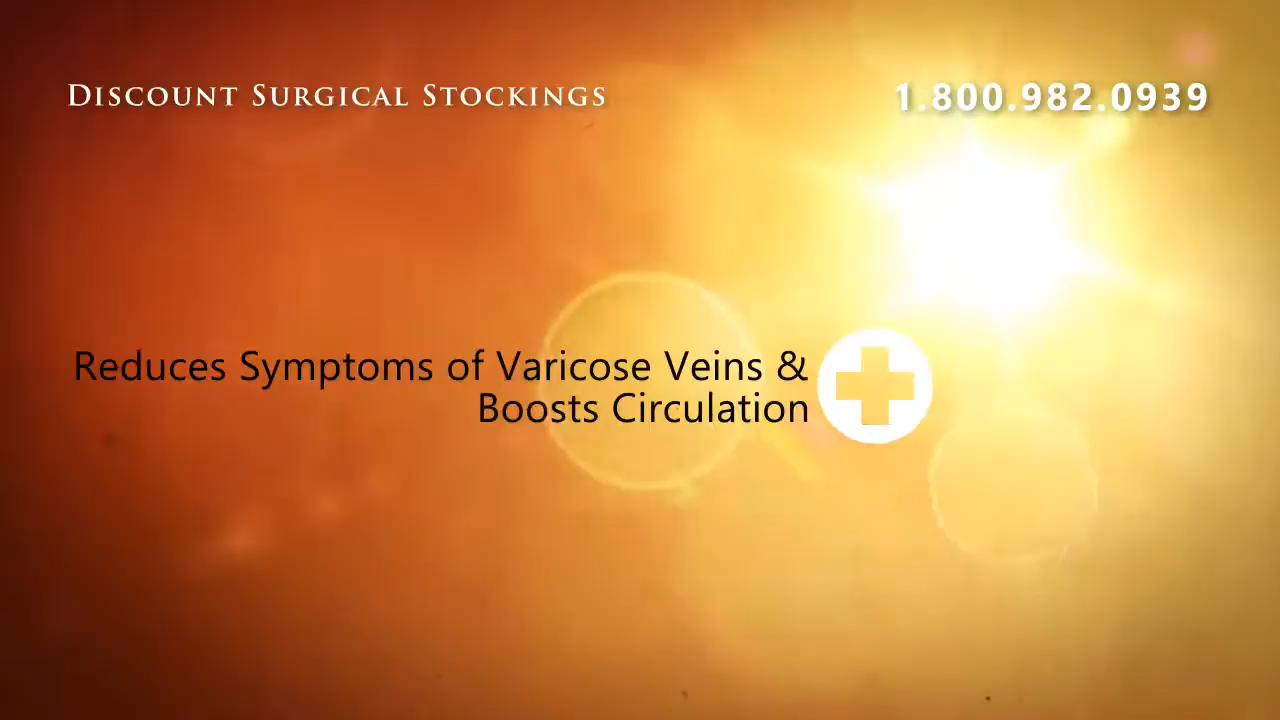 Discount Surgical Stockings
1.800.982.0939
Reduces Symptoms of Varicose Veins &
Boosts Circulation